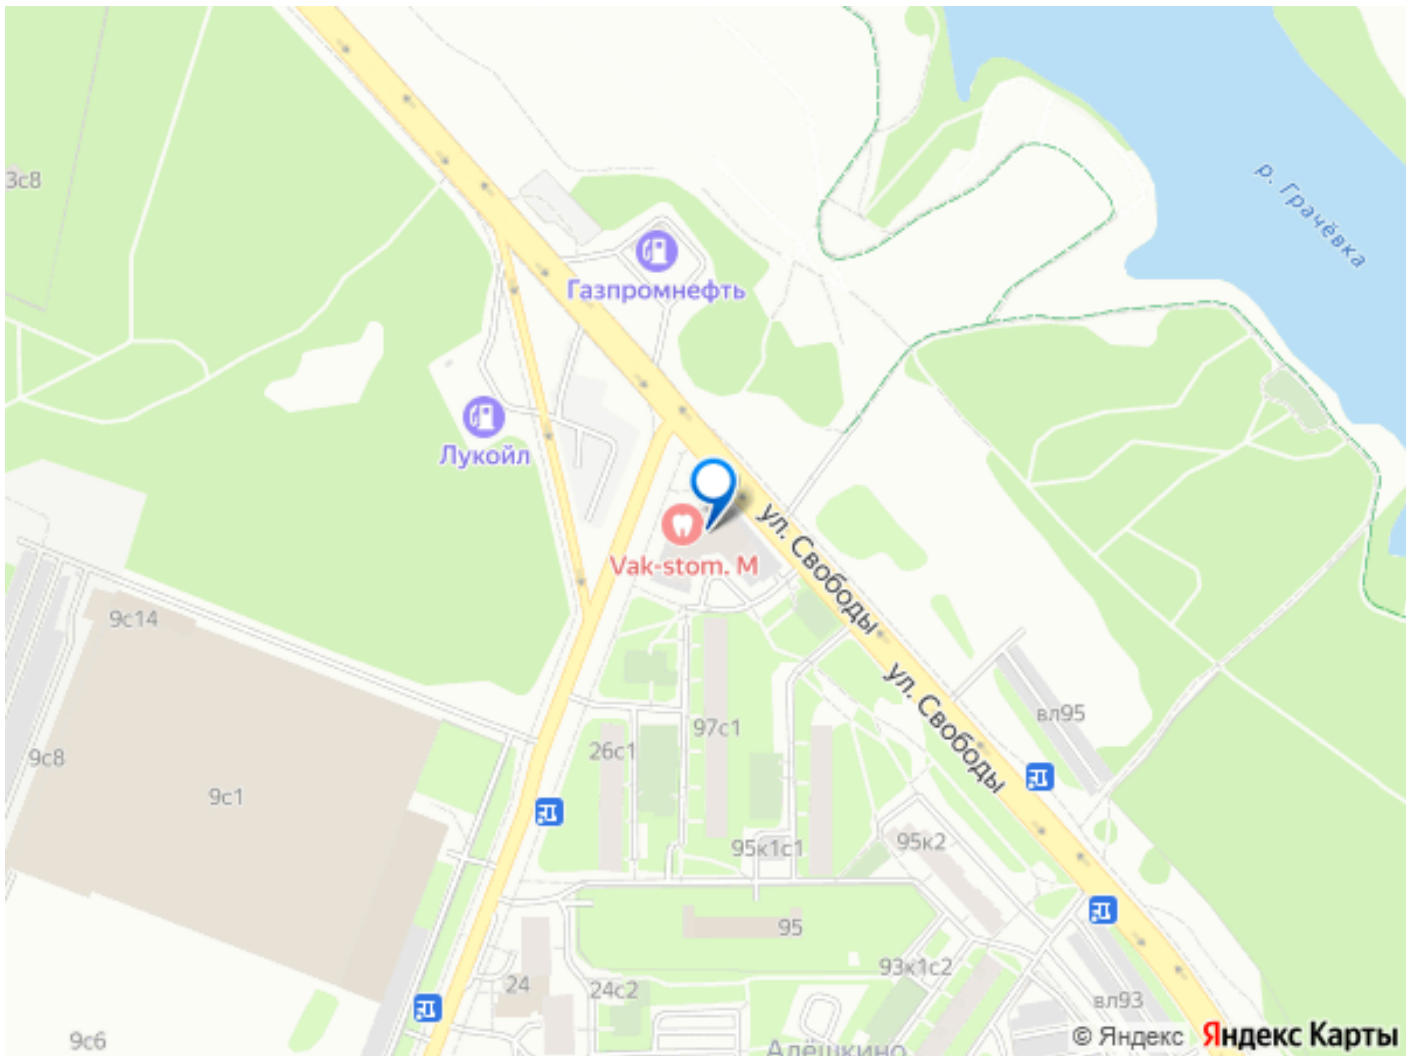 3с8
р. Грачёвка
Газпромнефть
Лукойл
ул. Свободы
Vak-stom. М
9с14
ул. Свободы
вл95
97с1
26с1
9с8
9с1
95к1с1
95к2
95
93к1с2
24
24с2
вл93
9с6
Алёшкино
© Яндекс Яндекс Карты